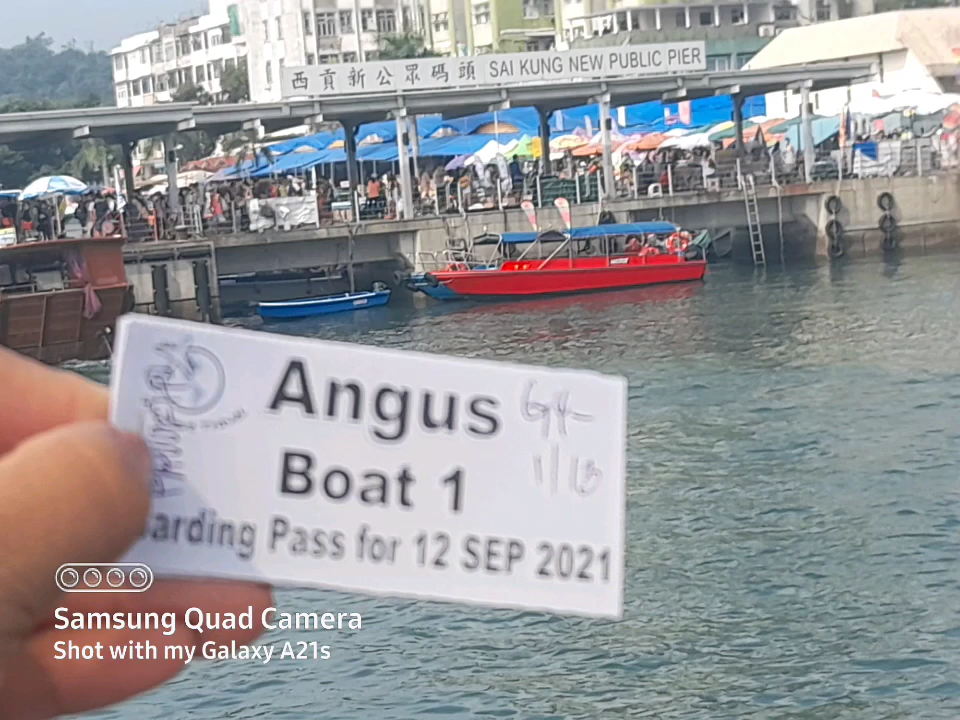 西貢新公眾碼頭 SAI KUNG NEW PUBLIC PIER
Angus
Boat 1
arding Pass for 12 SEP 2021
Samsung Quad Camera
Shot with my Galaxy A21s